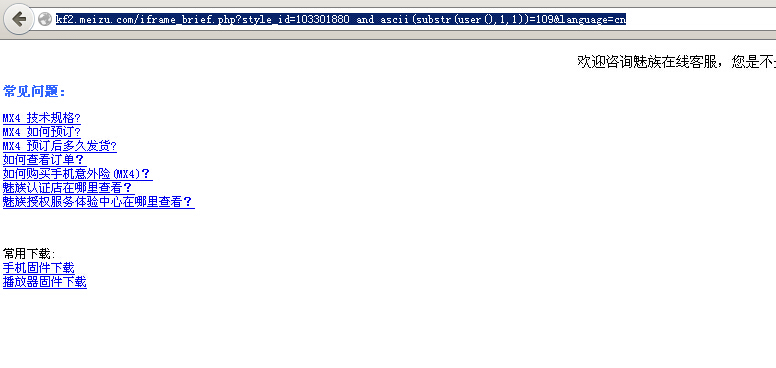 kf2.meizu.com/iframe_brief.php?style_id=103301880 and ascii(substr(user(),1,1))=109&language=cn
欢迎咨询魅族在线客服，您是不
常见问题：
MX4 技术规格?
MX4 如何预订?
MX4 预订后多久发货?
如何查看订单？
如何购买手机意外险(MX4)？
魅族认证店在哪里查看？
魅族授权服务体验中心在哪里查看？
常用下载:
手机固件下载
播放器固件下载